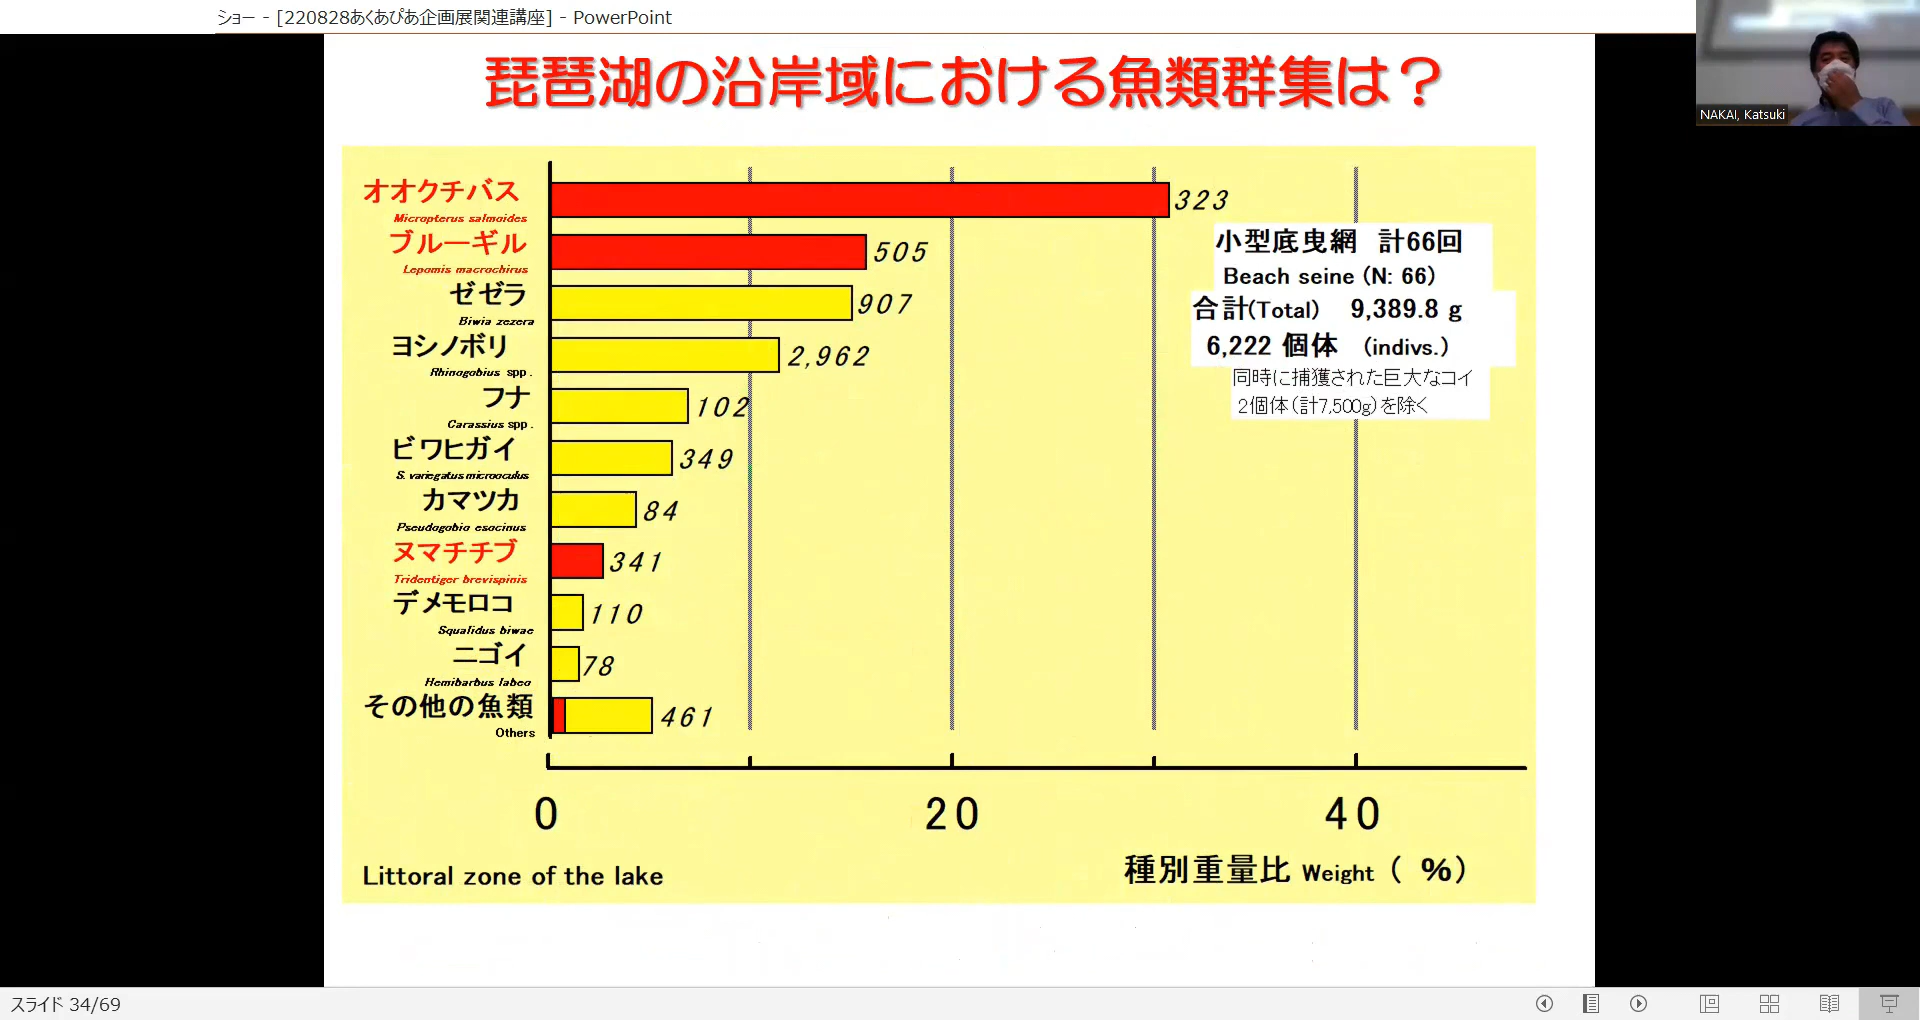 ショー - [220828あくあぴあ企画展関連講座] - PowerPoint
NAKAI, Katsuki
琵琶湖の沿岸域における魚類群集は？
オオクチバス
Micropterus salmoides
323
ブルーギル
Lepomis macrochirus
505
ゼゼラ
Biwia zezera
907
ヨシノボリ
Rhinogobius spp.
2,962
フナ
Carassius spp.
102
ビワヒガイ
S. variegatus microoculus
349
カマツカ
Pseudogobio esocinus
84
ヌマチチブ
Tridentiger brevispinis
341
デメモロコ
Squalidus biwae
110
ニゴイ
Hemibarbus labeo
78
その他の魚類
Others
461
小型底曳網 計66回
Beach seine (N: 66)
合計(Total) 9,389.8 g
6,222 個体 (indivs.)
同時に捕獲された巨大なコイ
2個体(計7,500g)を除く
0 20 40
Littoral zone of the lake
種別重量比 Weight ( %)
スライド 34/69